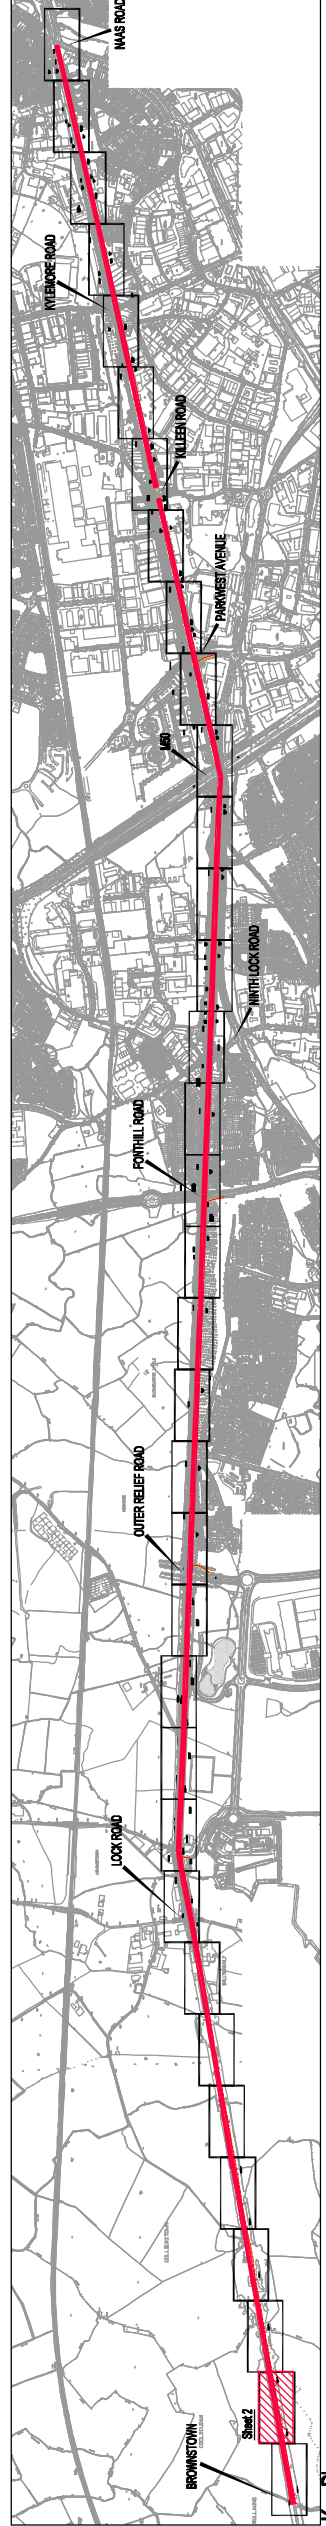 NAAS ROAD
KYLEMORE ROAD
KILLEEN ROAD
PARKWEST AVENUE
M50
NINTH LOCK ROAD
FONTHILL ROAD
OUTER RELIEF ROAD
LOCK ROAD
COLLIERSTOWN
Sheet 2
BROWNSTOWN